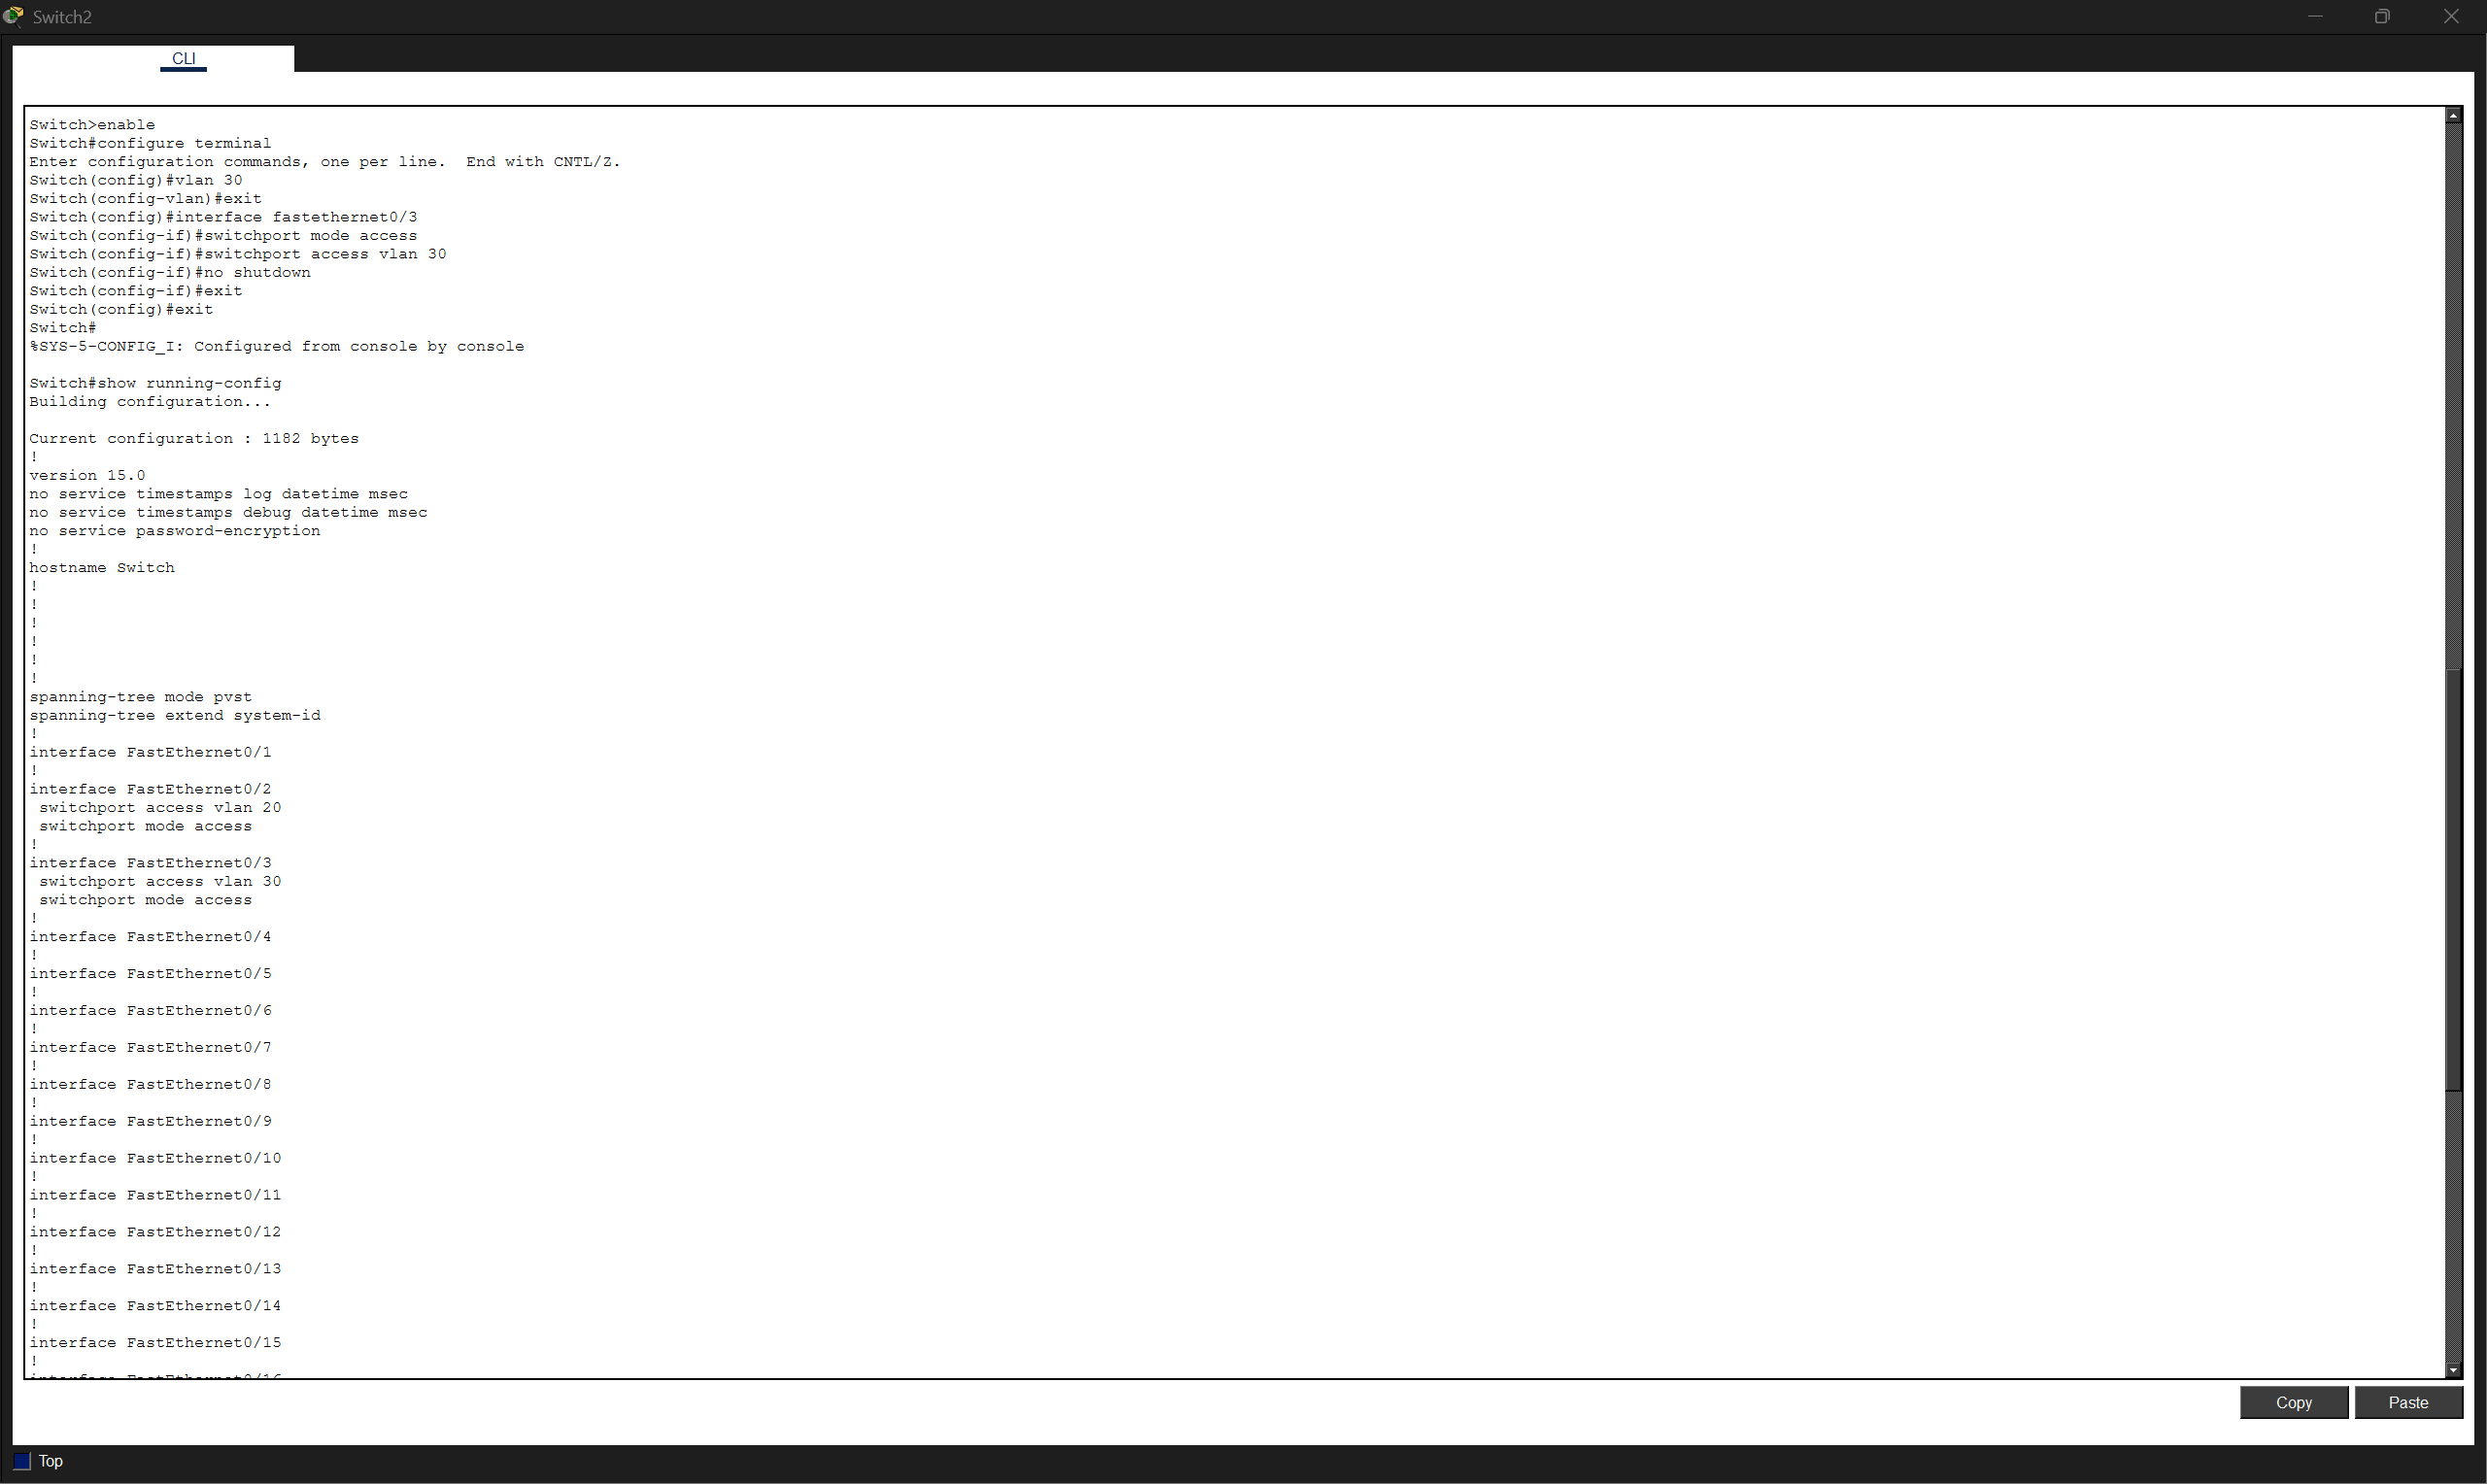 Switch2
CLI
Switch>enable
Switch#configure terminal
Enter configuration commands, one per line.  End with CNTL/Z.
Switch(config)#vlan 30
Switch(config-vlan)#exit
Switch(config)#interface fastethernet0/3
Switch(config-if)#switchport mode access
Switch(config-if)#switchport access vlan 30
Switch(config-if)#no shutdown
Switch(config-if)#exit
Switch(config)#exit
Switch#
%SYS-5-CONFIG_I: Configured from console by console
Switch#show running-config
Building configuration...
Current configuration : 1182 bytes
!
version 15.0
no service timestamps log datetime msec
no service timestamps debug datetime msec
no service password-encryption
!
hostname Switch
!
!
!
!
!
!
spanning-tree mode pvst
spanning-tree extend system-id
!
interface FastEthernet0/1
!
interface FastEthernet0/2
 switchport access vlan 20
 switchport mode access
!
interface FastEthernet0/3
 switchport access vlan 30
 switchport mode access
!
interface FastEthernet0/4
!
interface FastEthernet0/5
!
interface FastEthernet0/6
!
interface FastEthernet0/7
!
interface FastEthernet0/8
!
interface FastEthernet0/9
!
interface FastEthernet0/10
!
interface FastEthernet0/11
!
interface FastEthernet0/12
!
interface FastEthernet0/13
!
interface FastEthernet0/14
!
interface FastEthernet0/15
!
Copy
Paste
Top